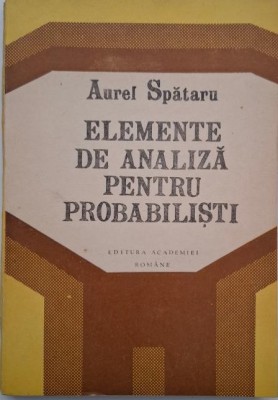 Aurel Spătaru
ELEMENTE
DE ANALIZĂ
PENTRU
PROBABILIȘTI
EDITURA ACADEMIEI
ROMÂNE